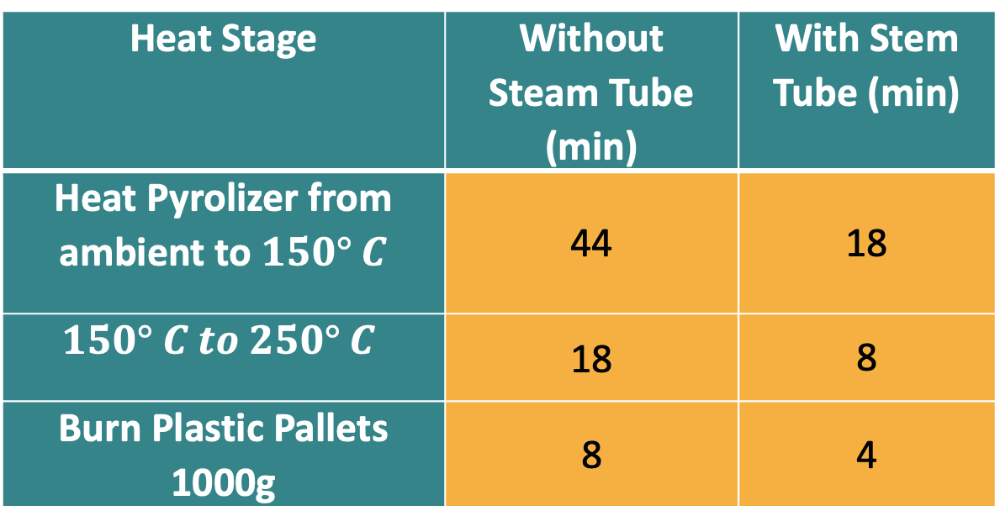 Heat Stage
Without
Steam Tube
(min)
With Stem
Tube (min)
Heat Pyrolizer from
ambient to 150° C
44
18
150° C to 250° C
18
8
Burn Plastic Pallets
1000g
8
4